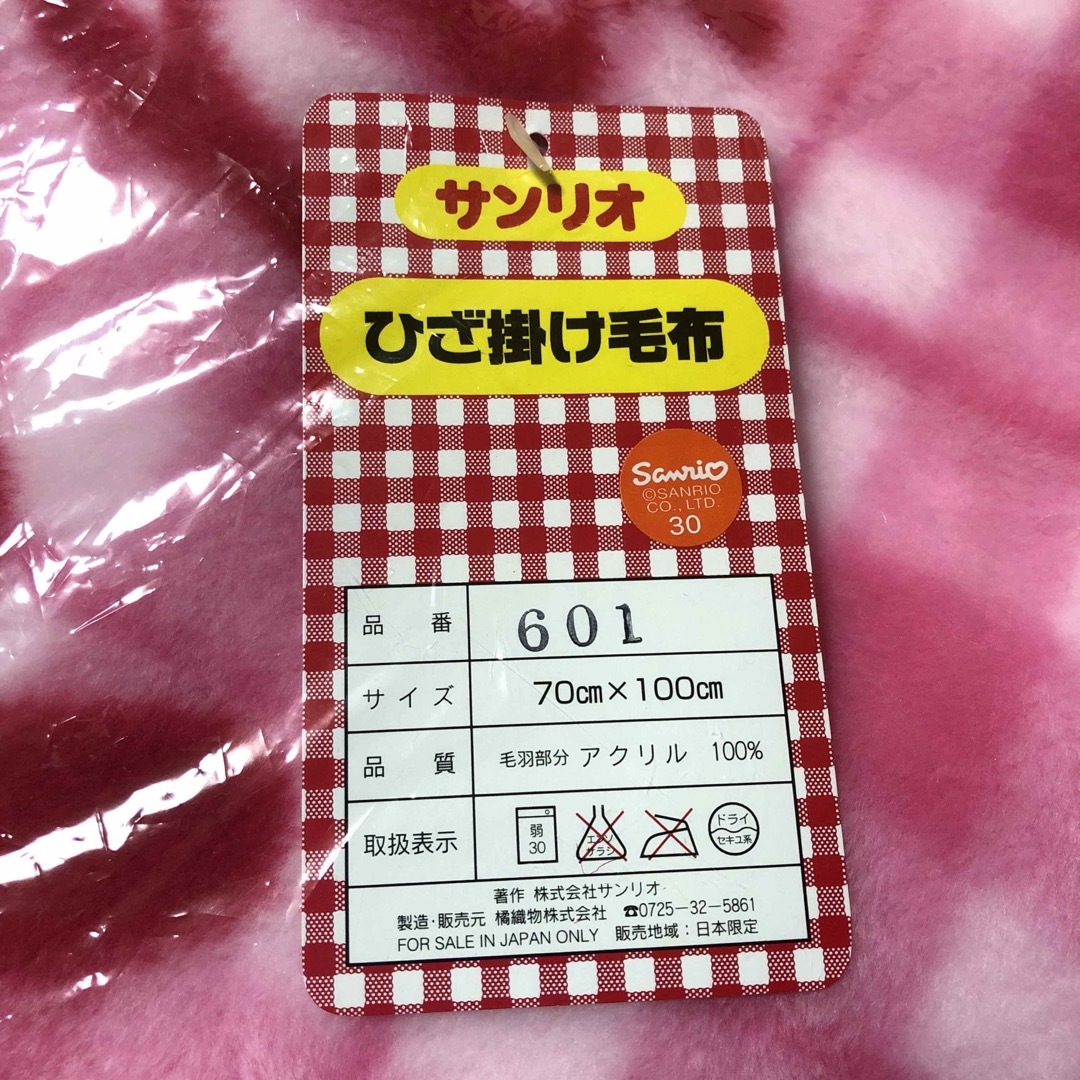 サンリオ
ひざ掛け毛布
Sanrio
©SANRIO
CO., LTD.
30
品番 601
サイズ 70cm×100cm
品質 毛羽部分 アクリル 100%
取扱表示 弱 30 エンソ サラシ ドライ セキユ系
著作 株式会社サンリオ
製造・販売元 橘織物株式会社 ☎0725-32-5861
FOR SALE IN JAPAN ONLY 販売地域：日本限定